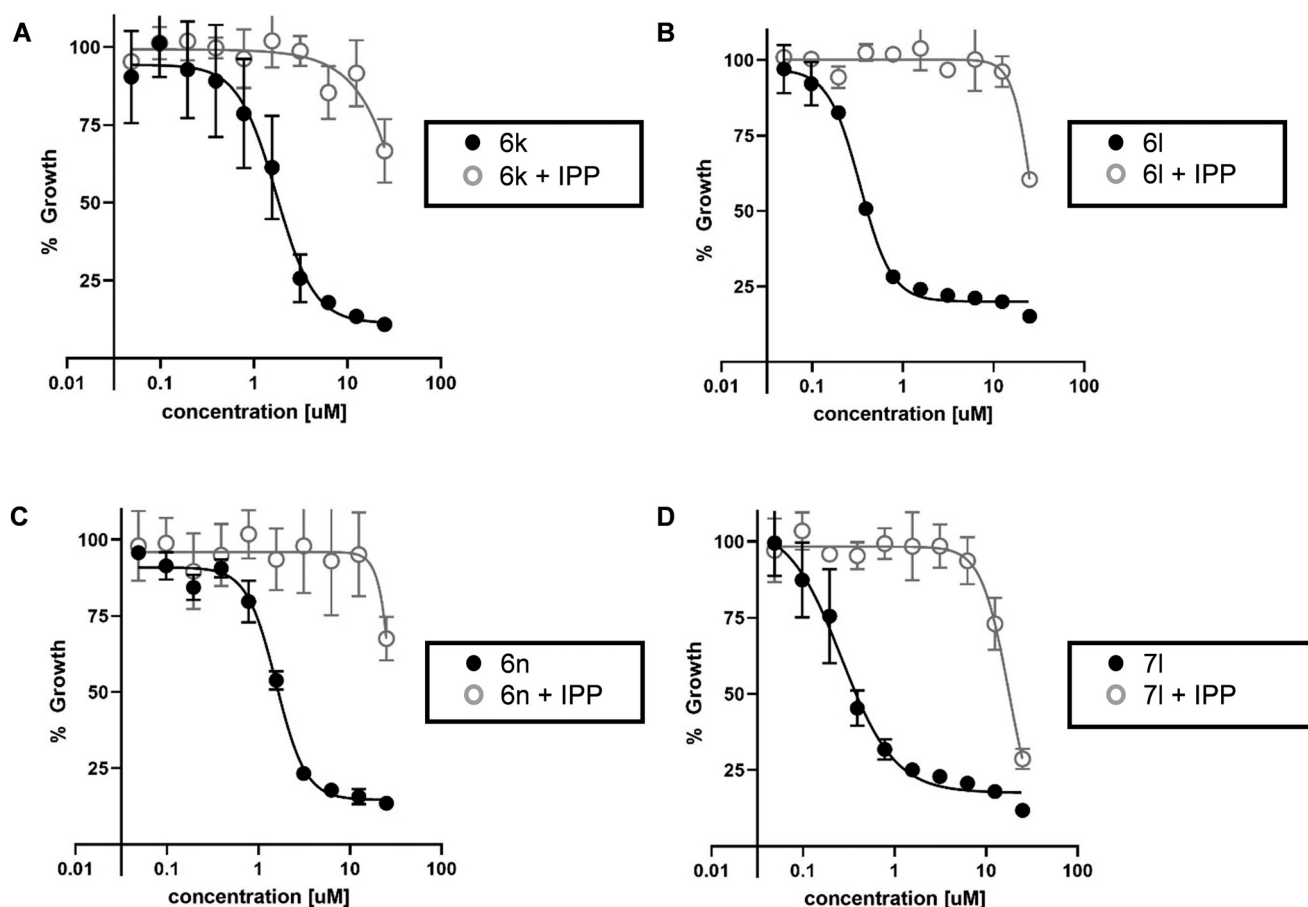 A
100
75
50
25
% Growth
0.01 0.1 1 10 100
concentration [uM]
6k
6k + IPP
B
100
75
50
25
% Growth
0.01 0.1 1 10 100
concentration [uM]
6l
6l + IPP
C
100
75
50
25
% Growth
0.01 0.1 1 10 100
concentration [uM]
6n
6n + IPP
D
100
75
50
25
% Growth
0.01 0.1 1 10 100
concentration [uM]
7l
7l + IPP